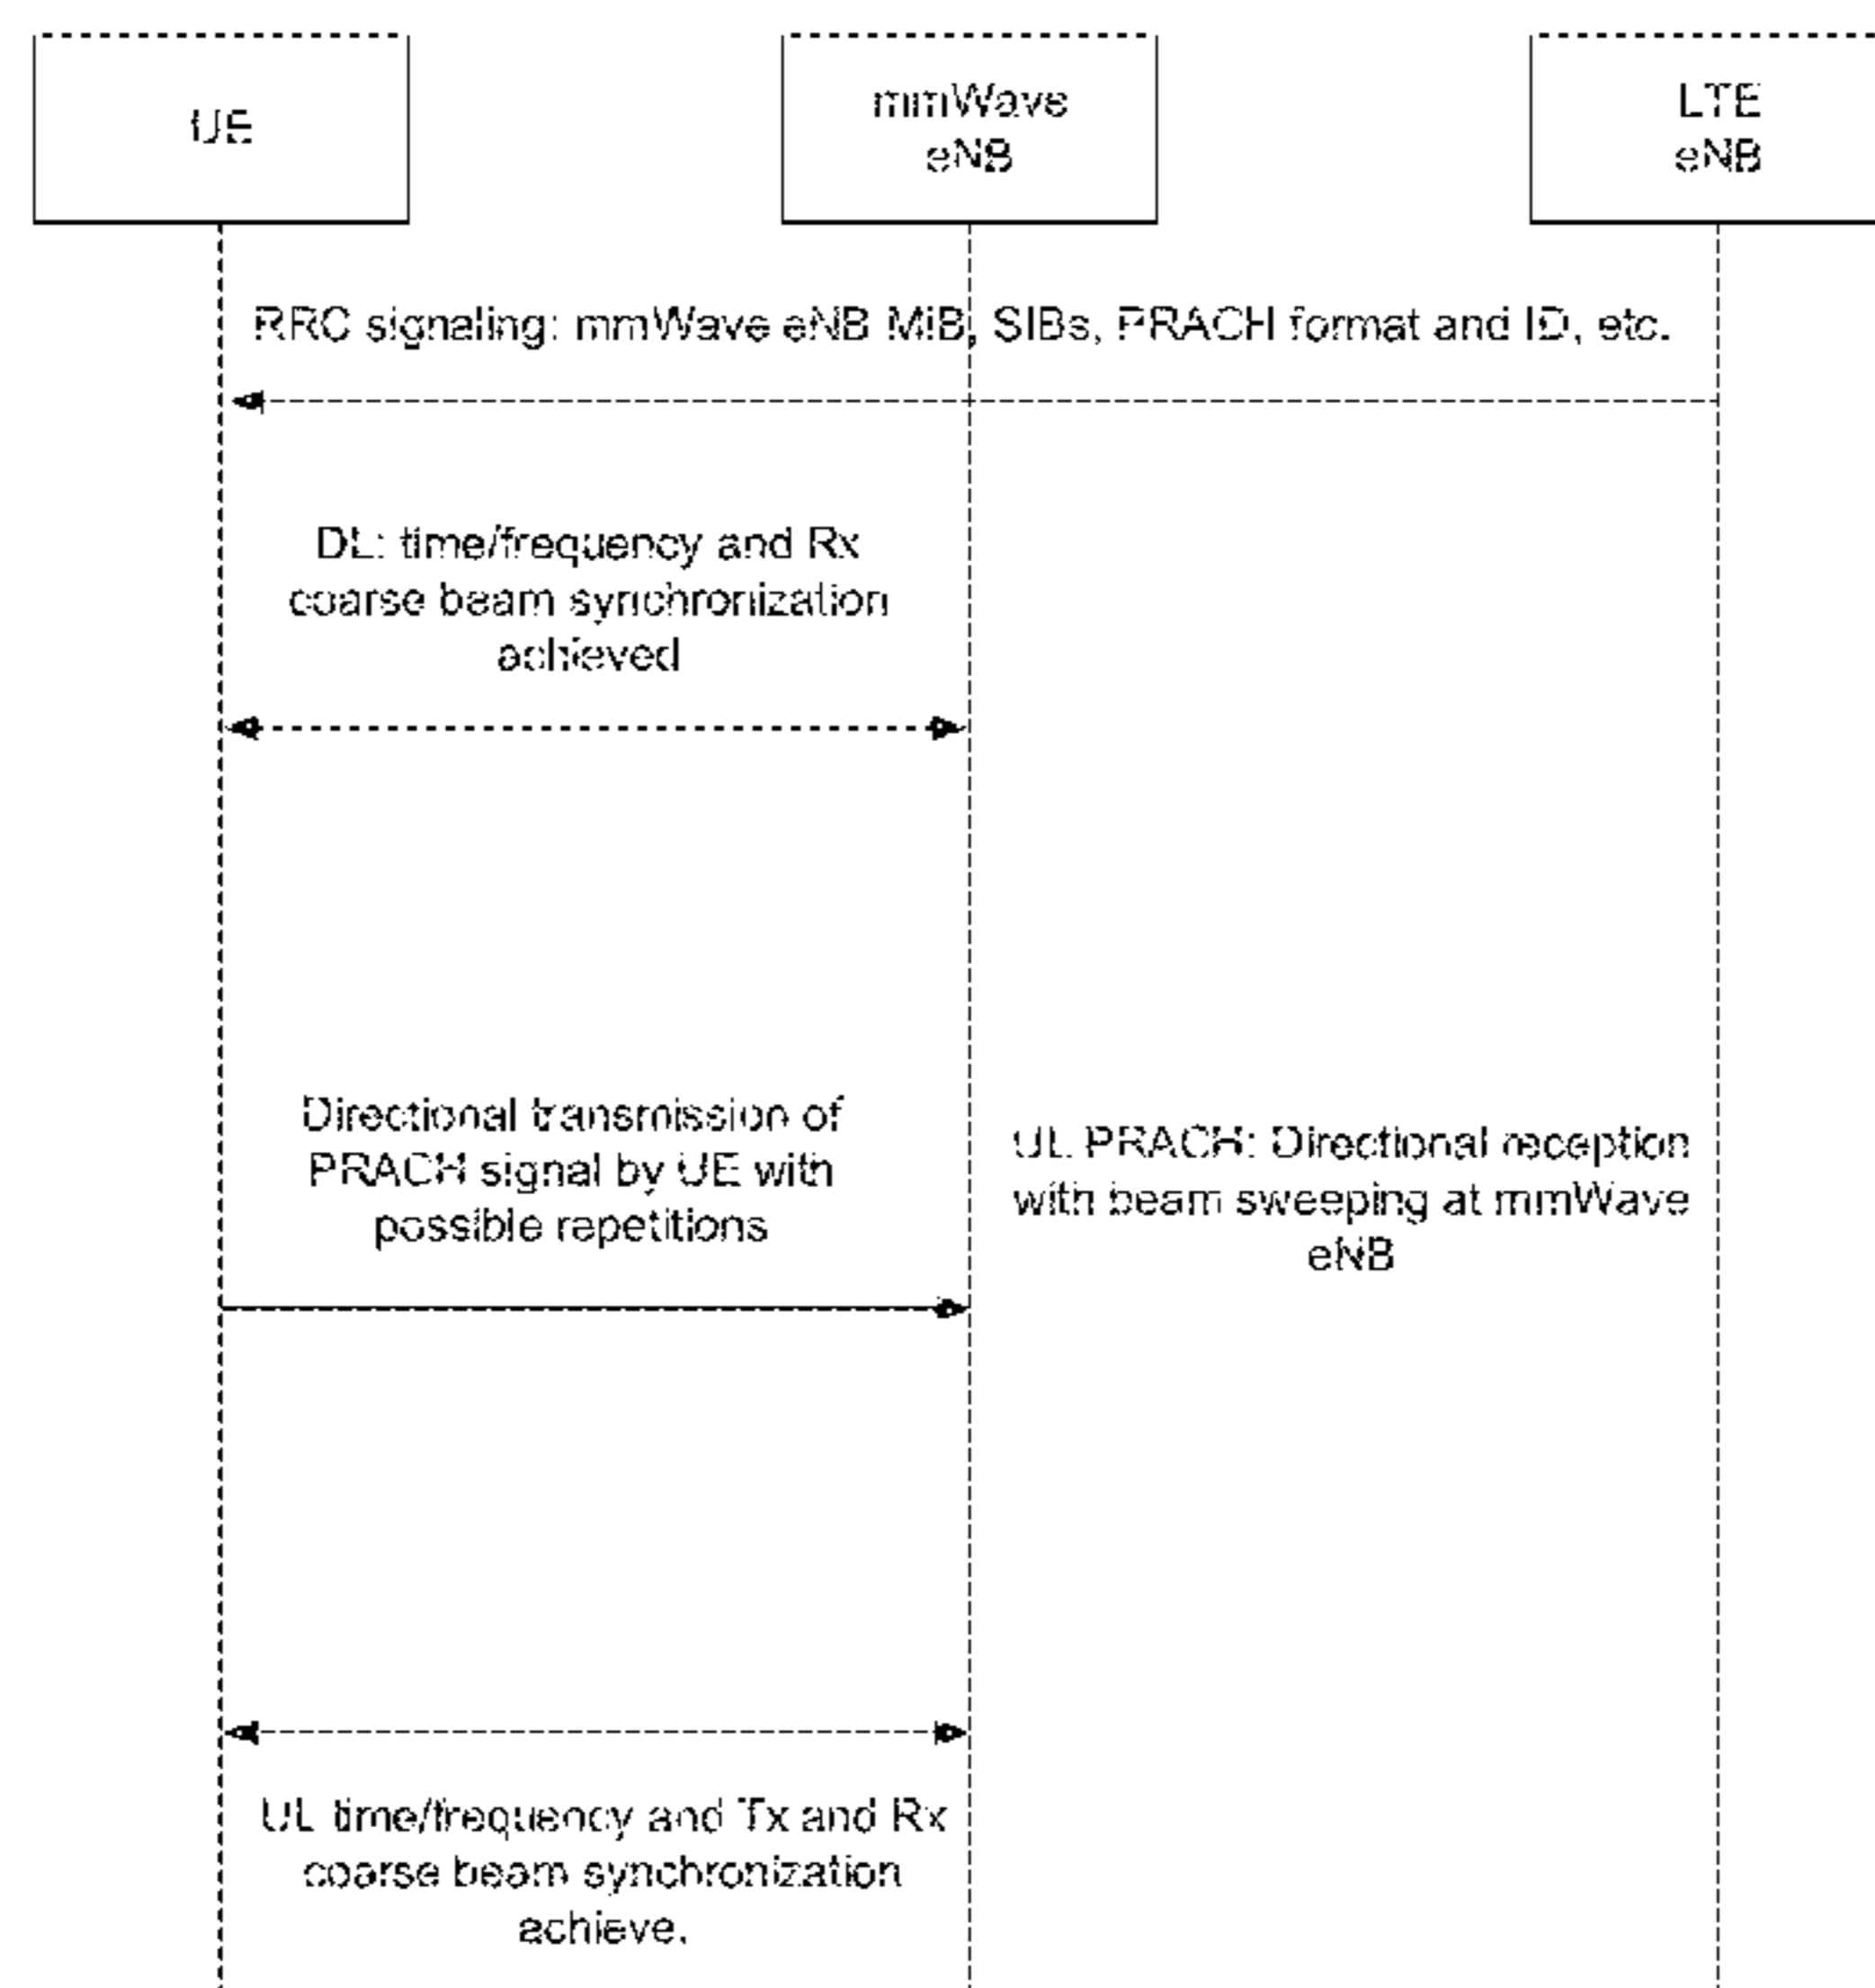 UE
mmWave
eNB
LTE
eNB
RRC signaling: mmWave eNB MIB, SIBs, PRACH format and ID, etc.
DL: time/frequency and Rx
coarse beam synchronization
achieved
Directional transmission of
PRACH signal by UE with
possible repetitions
UL PRACH: Directional reception
with beam sweeping at mmWave
eNB
UL time/frequency and Tx and Rx
coarse beam synchronization
achieve.